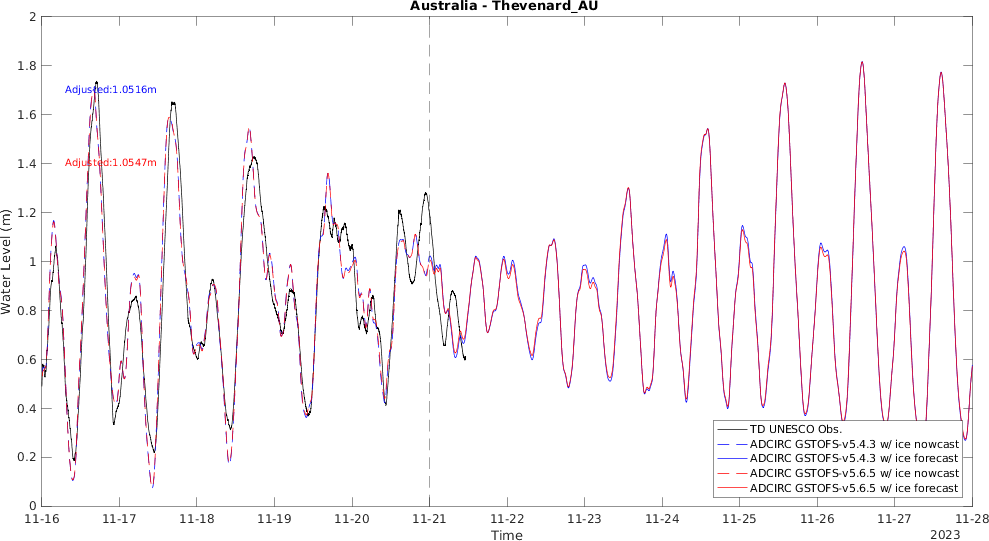 Australia - Thevenard_AU
2
1.8
1.6
1.4
1.2
1
0.8
0.6
0.4
0.2
0
Water Level (m)
Adjusted:1.0516m
Adjusted:1.0547m
TD UNESCO Obs.
ADCIRC GSTOFS-v5.4.3 w/ ice nowcast
ADCIRC GSTOFS-v5.4.3 w/ ice forecast
ADCIRC GSTOFS-v5.6.5 w/ ice nowcast
ADCIRC GSTOFS-v5.6.5 w/ ice forecast
11-16 11-17 11-18 11-19 11-20 11-21 11-22 11-23 11-24 11-25 11-26 11-27 11-28
Time
2023